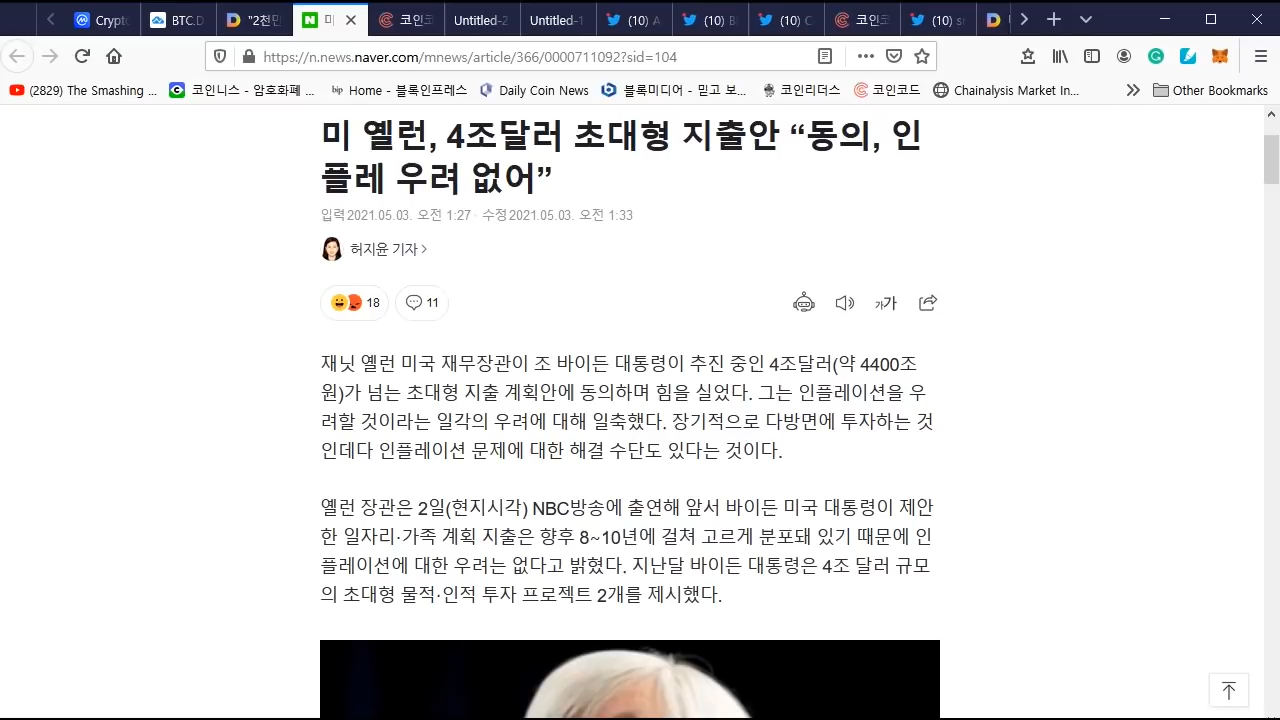 Crypt
BTC.D
"2천만
미
코인코
Untitled-2
Untitled-1
(10) A
(10) B
(10) C
코인코
(10) s
https://n.news.naver.com/mnews/article/366/0000711092?sid=104
(2829) The Smashing ...
코인니스 - 암호화폐 ...
bip Home - 블록인프레스
Daily Coin News
블록미디어 - 믿고 보...
코인리더스
코인코드
Chainalysis Market In...
Other Bookmarks
미 옐런, 4조달러 초대형 지출안 “동의, 인
플레 우려 없어”
입력2021.05.03. 오전 1:27 · 수정2021.05.03. 오전 1:33
허지윤 기자
18
11
가가
재닛 옐런 미국 재무장관이 조 바이든 대통령이 추진 중인 4조달러(약 4400조
원)가 넘는 초대형 지출 계획안에 동의하며 힘을 실었다. 그는 인플레이션을 우
려할 것이라는 일각의 우려에 대해 일축했다. 장기적으로 다방면에 투자하는 것
인데다 인플레이션 문제에 대한 해결 수단도 있다는 것이다.
옐런 장관은 2일(현지시각) NBC방송에 출연해 앞서 바이든 미국 대통령이 제안
한 일자리·가족 계획 지출은 향후 8~10년에 걸쳐 고르게 분포돼 있기 때문에 인
플레이션에 대한 우려는 없다고 밝혔다. 지난달 바이든 대통령은 4조 달러 규모
의 초대형 물적·인적 투자 프로젝트 2개를 제시했다.